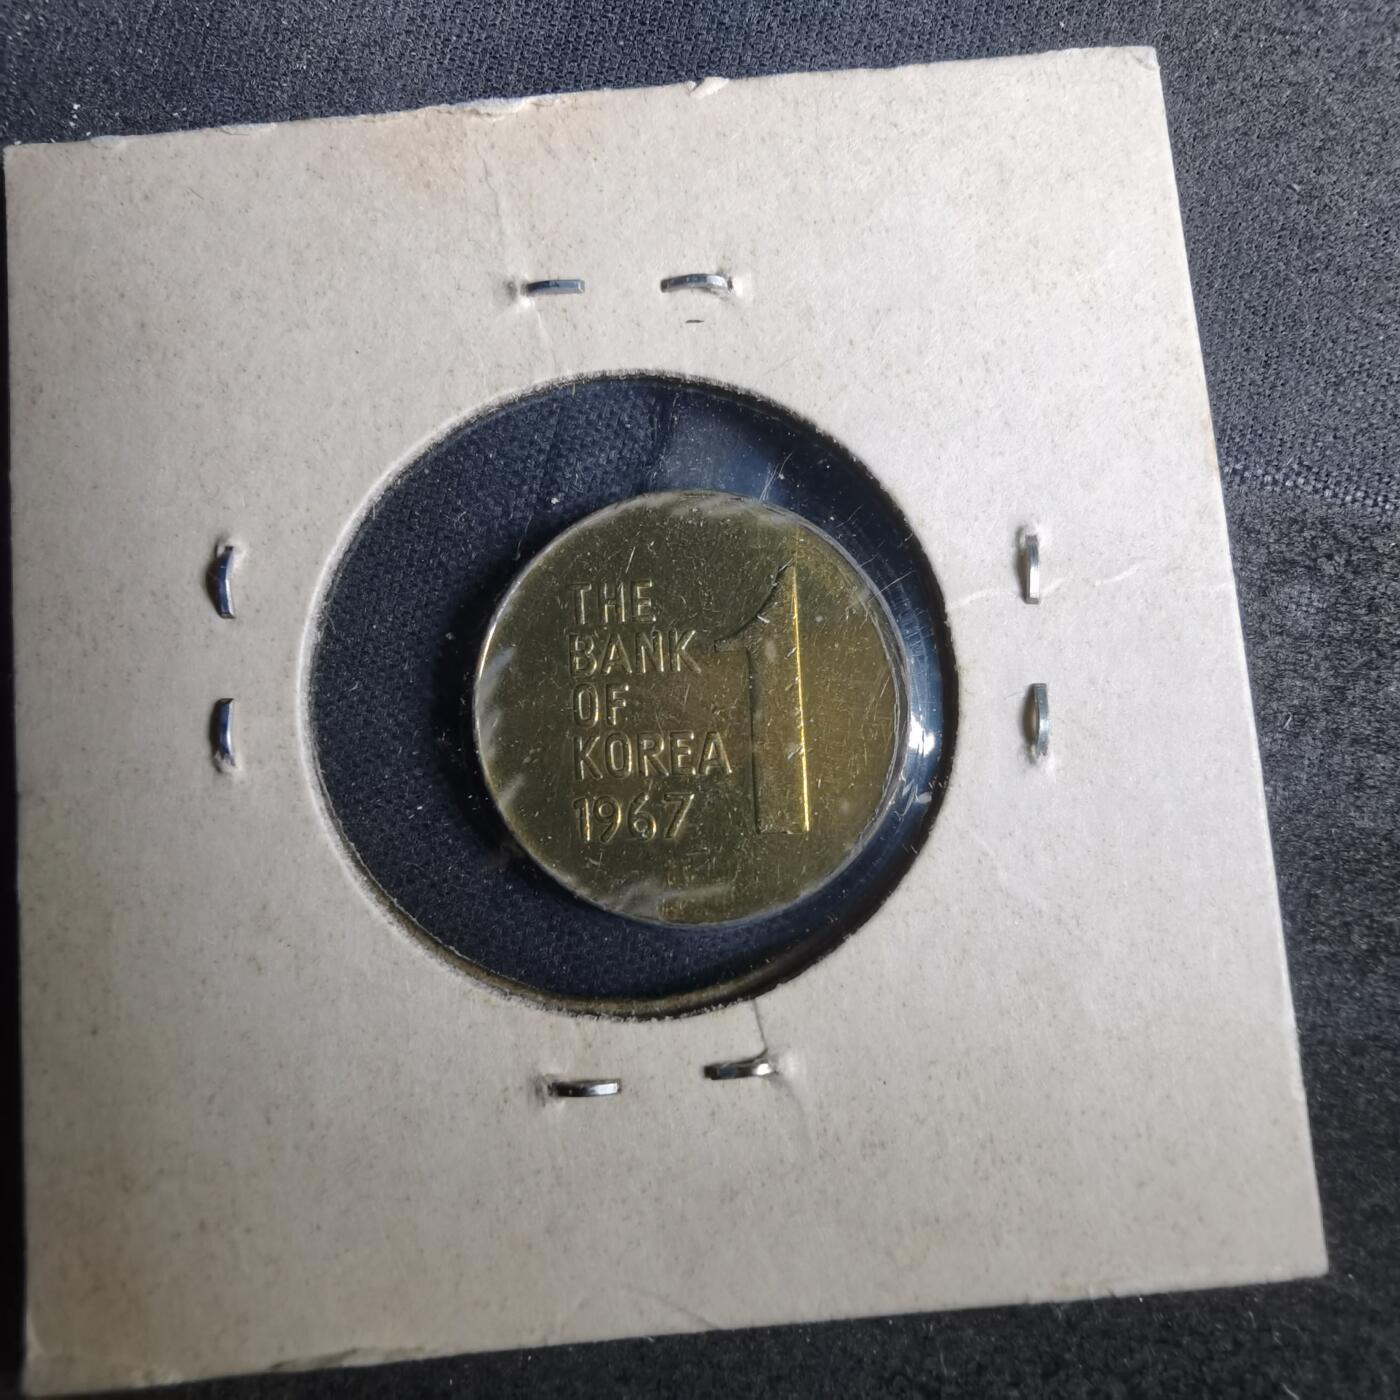 THE
BANK
OF
KOREA
1967
1